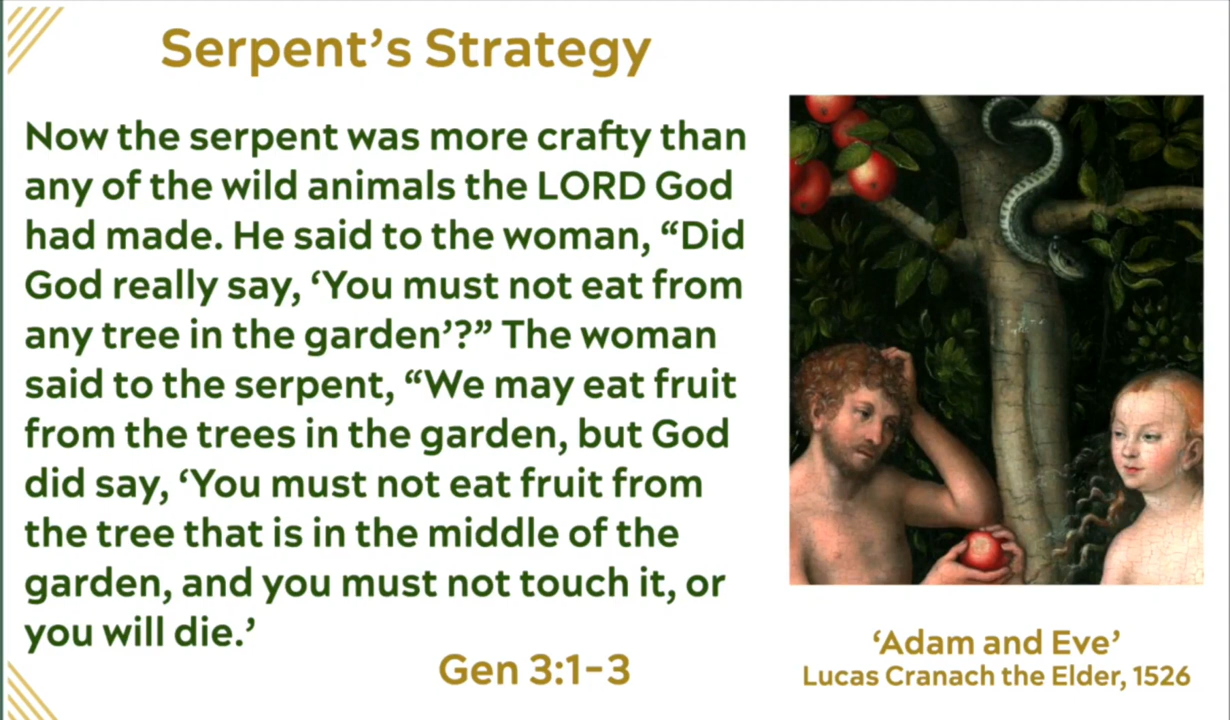 Serpent’s Strategy
Now the serpent was more crafty than
any of the wild animals the LORD God
had made. He said to the woman, “Did
God really say, ‘You must not eat from
any tree in the garden’?” The woman
said to the serpent, “We may eat fruit
from the trees in the garden, but God
did say, ‘You must not eat fruit from
the tree that is in the middle of the
garden, and you must not touch it, or
you will die.’
Gen 3:1–3
‘Adam and Eve’
Lucas Cranach the Elder, 1526